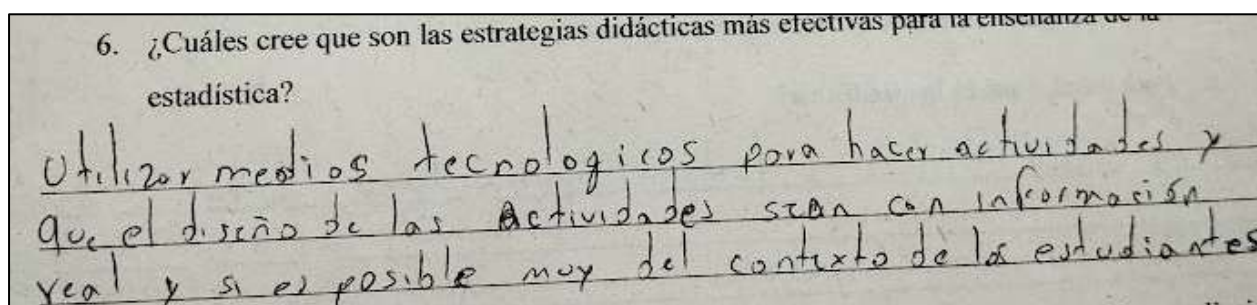 6. ¿Cuáles cree que son las estrategias didácticas más efectivas para la enseñanza de la
estadística?
Utilizar medios tecnologicos para hacer actividades y
que el diseño de las actividades sean con información
real y si es posible muy del contexto de los estudiantes